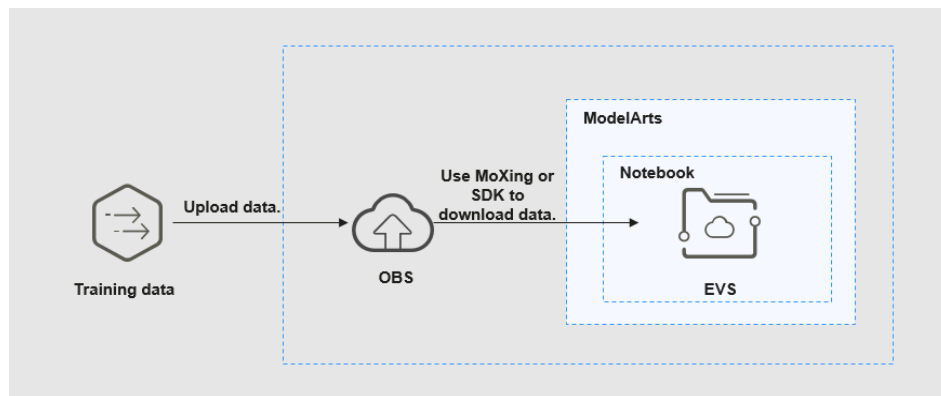 ModelArts
Notebook
Use MoXing or
SDK to
download data.
Upload data.
OBS
Training data
EVS